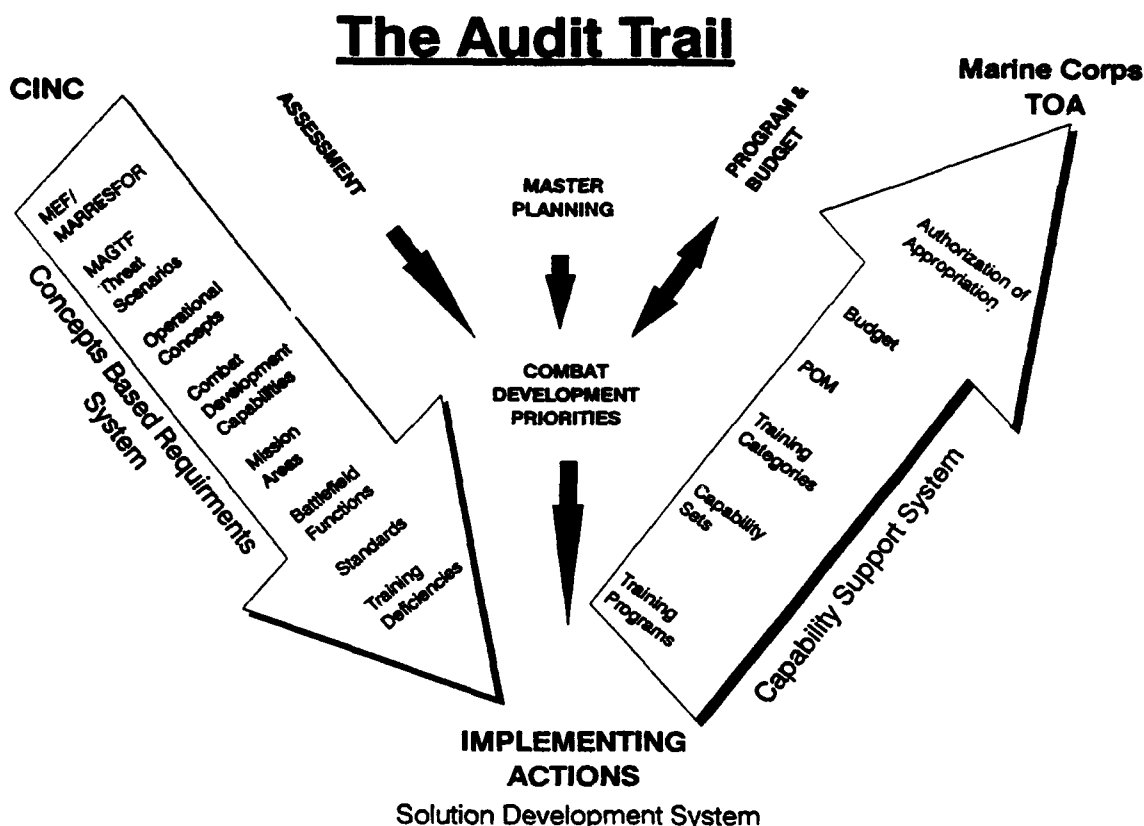 The Audit Trail
CINC
Marine Corps
TOA
ASSESSMENT
MASTER
PLANNING
PROGRAM &
BUDGET
MEF/
MARRESFOR
MAGTF
Threat
Scenarios
Operational
Concepts
Combat
Development
Capabilities
Mission
Areas
Battlefield
Functions
Standards
Training
Deficiencies
Concepts Based Requirments
System
COMBAT
DEVELOPMENT
PRIORITIES
Authorization of
Appropriation
Budget
POM
Training
Categories
Capability
Sets
Training
Programs
Capability Support System
IMPLEMENTING
ACTIONS
Solution Development System